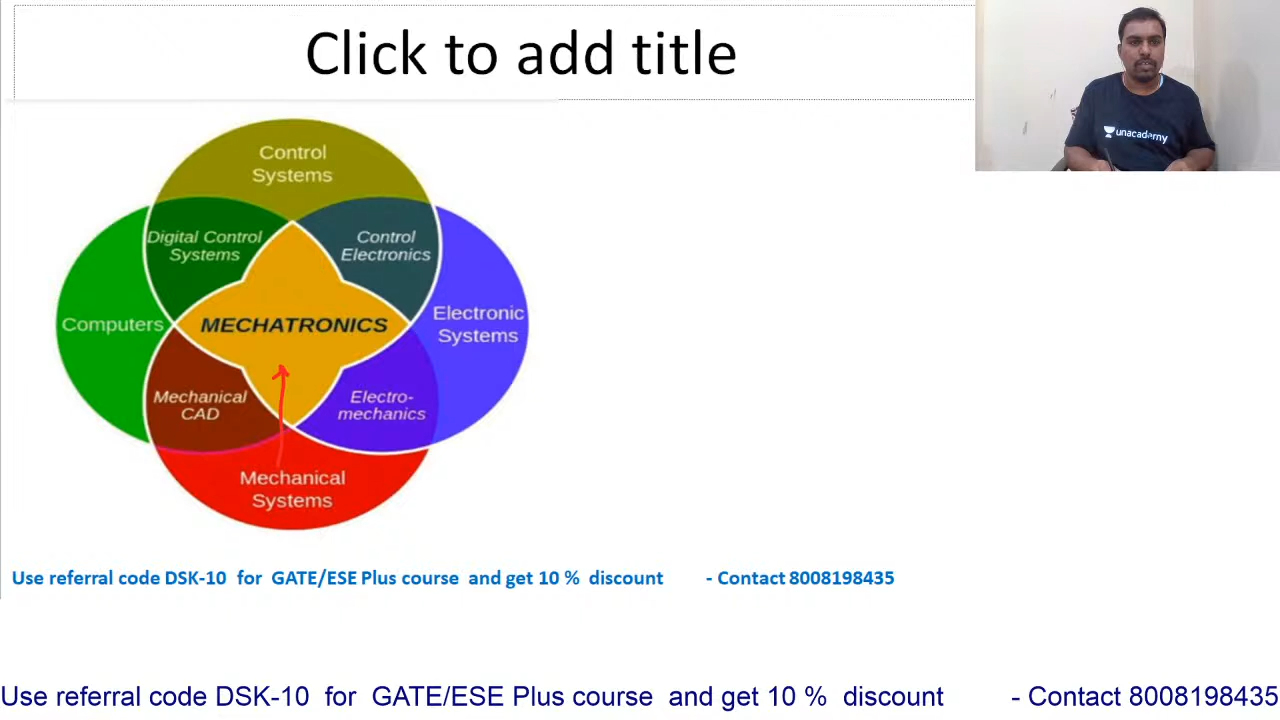 Click to add title
unacademy
Control
Systems
Digital Control
Systems
Control
Electronics
Computers
MECHATRONICS
Electronic
Systems
Mechanical
CAD
Electro-
mechanics
Mechanical
Systems
Use referral code DSK-10 for GATE/ESE Plus course and get 10 % discount - Contact 8008198435
Use referral code DSK-10 for GATE/ESE Plus course and get 10 % discount - Contact 8008198435